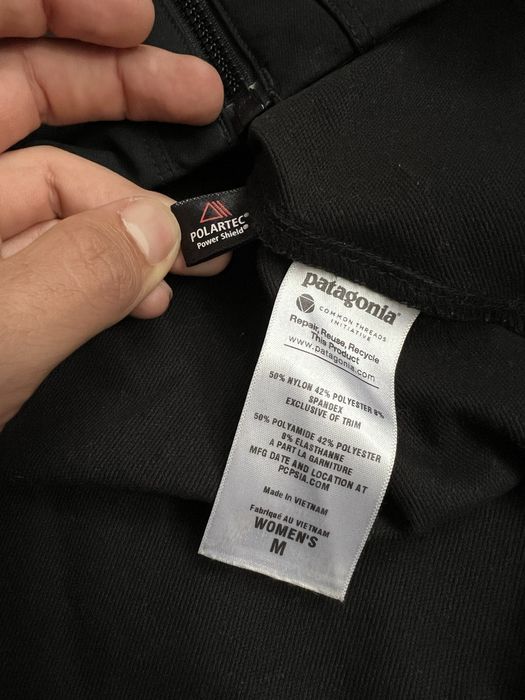 POLARTEC®
Power Shield®
patagonia®
COMMON THREADS
INITIATIVE
Repair, Reuse, Recycle
This Product
www.patagonia.com
50% NYLON 42% POLYESTER 8%
SPANDEX
EXCLUSIVE OF TRIM
50% POLYAMIDE 42% POLYESTER
8% ELASTHANNE
A PART LA GARNITURE
MFG DATE AND LOCATION AT
PCPSIA.COM
Made in VIETNAM
Fabriqué AU VIETNAM
WOMEN'S
M